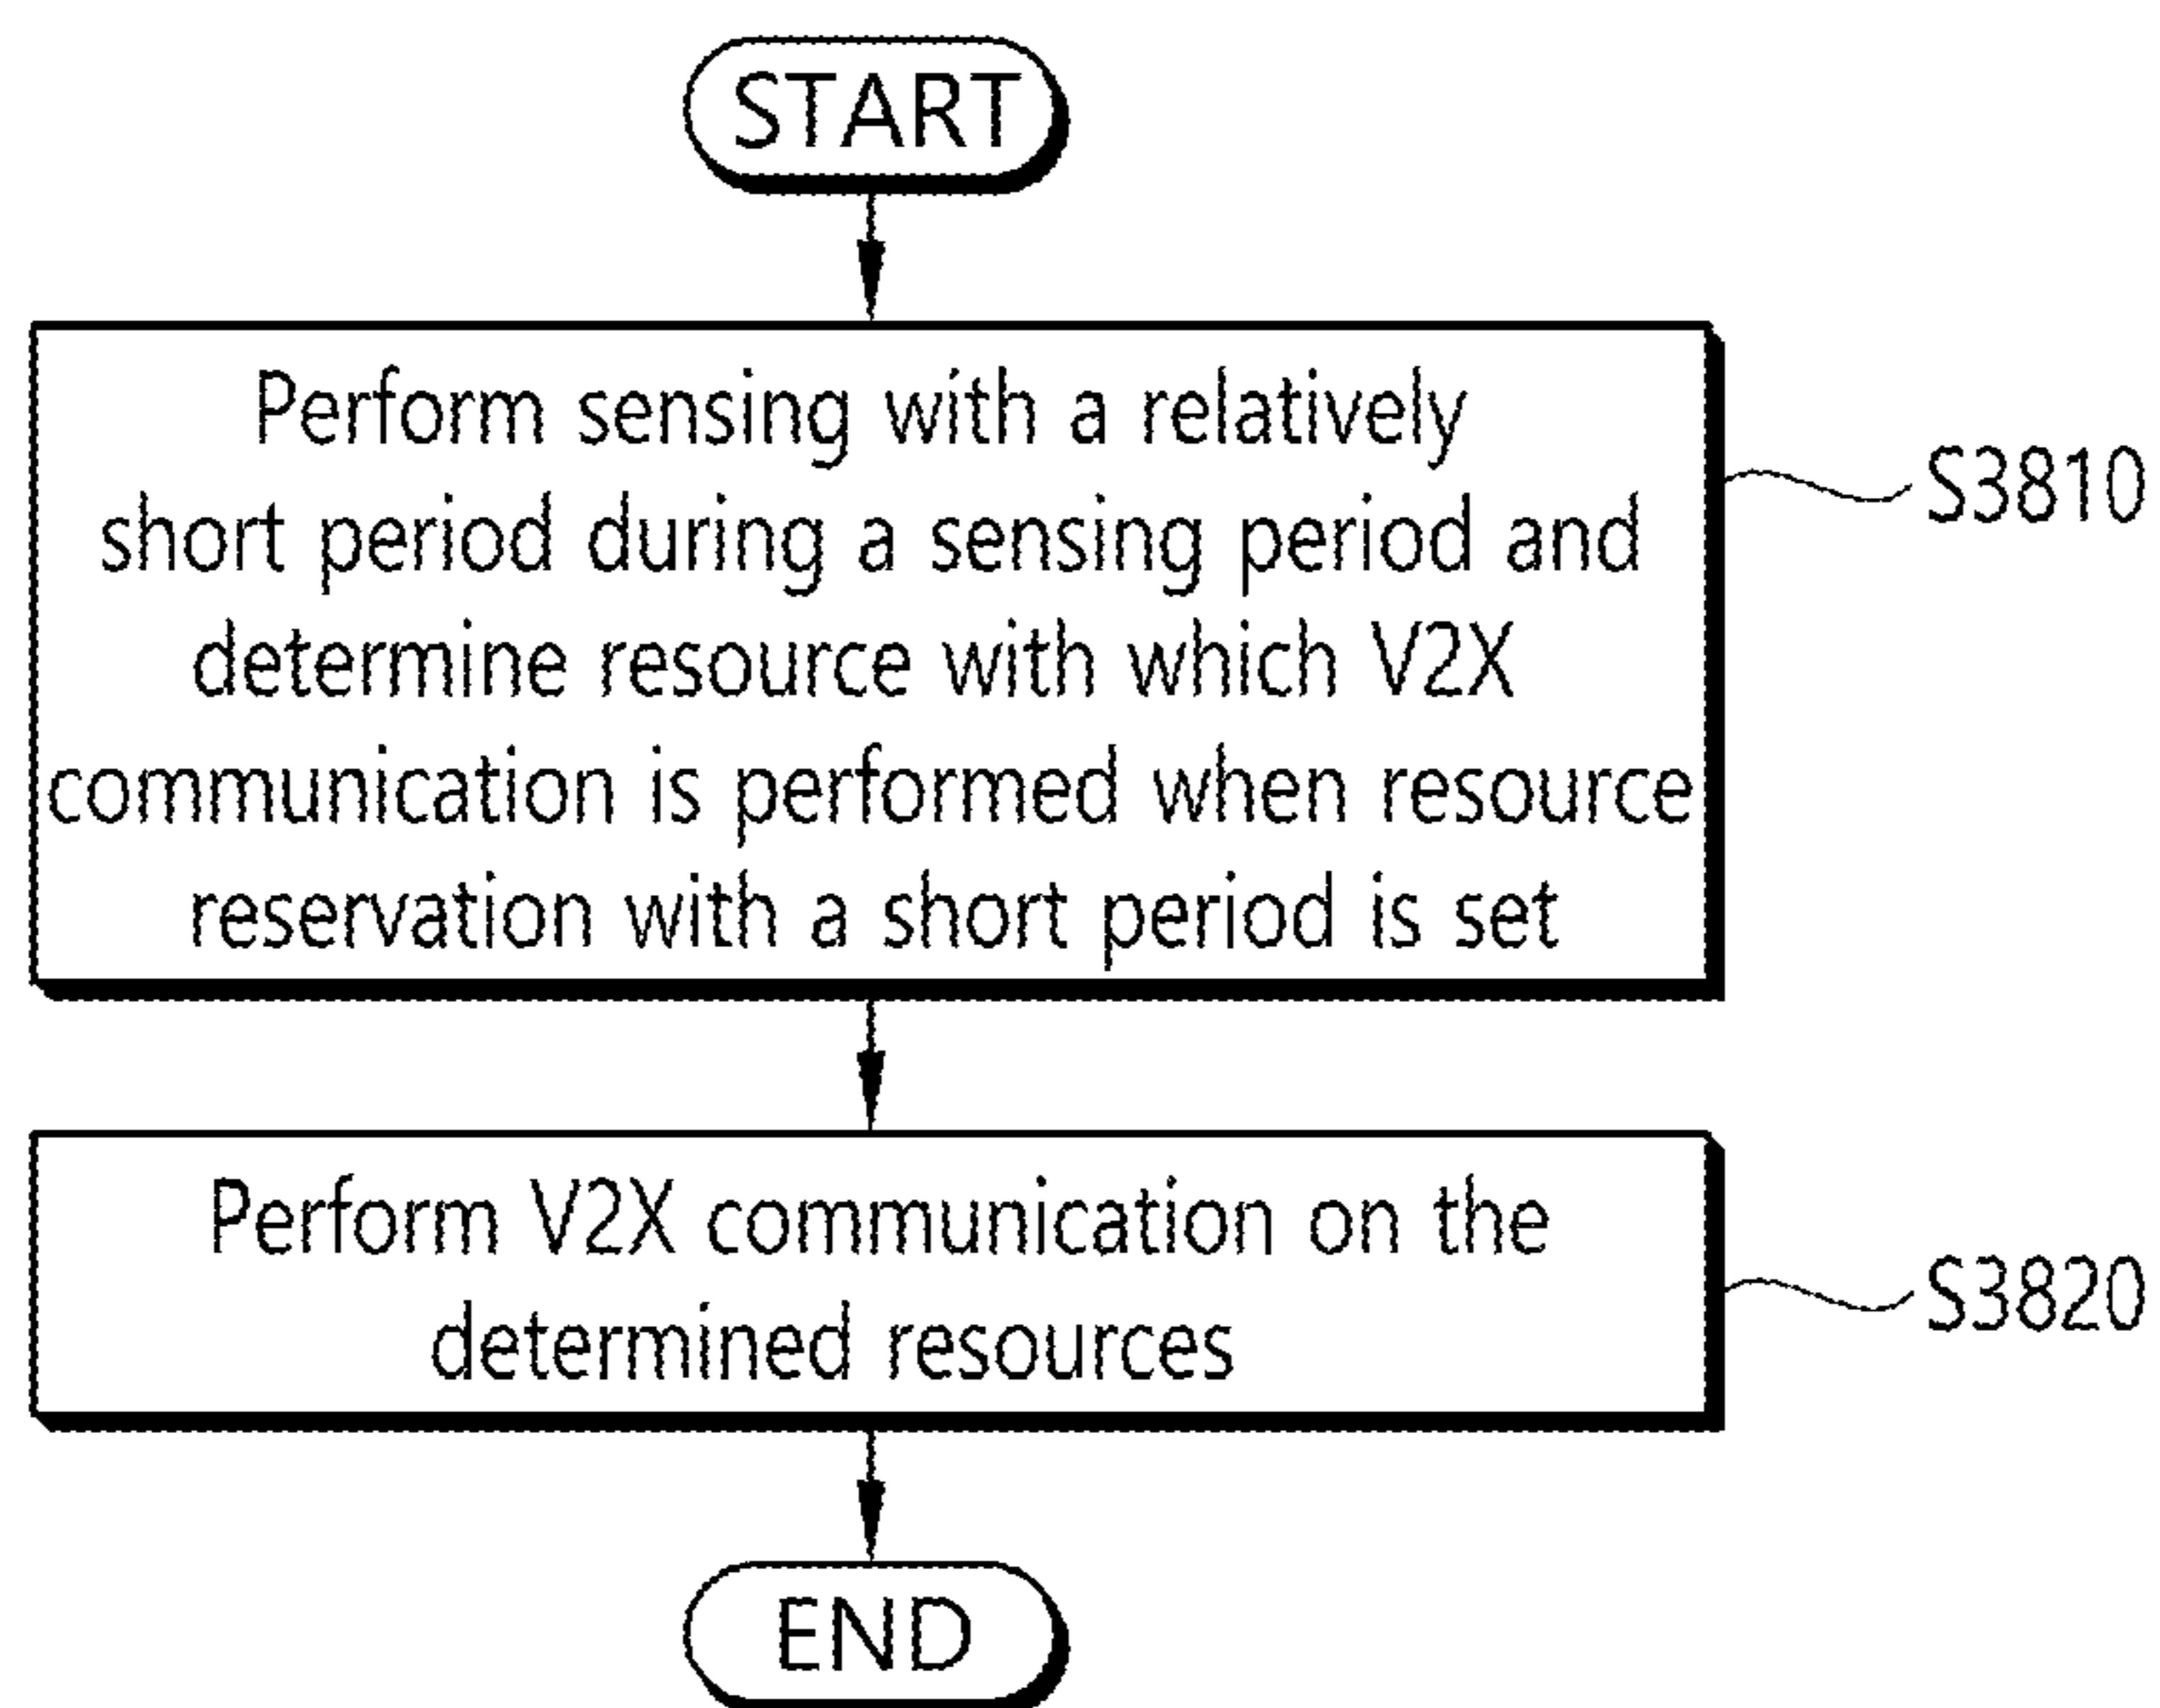 START
Perform sensing with a relatively
short period during a sensing period and
determine resource with which V2X
communication is performed when resource
reservation with a short period is set
S3810
Perform V2X communication on the
determined resources
S3820
END